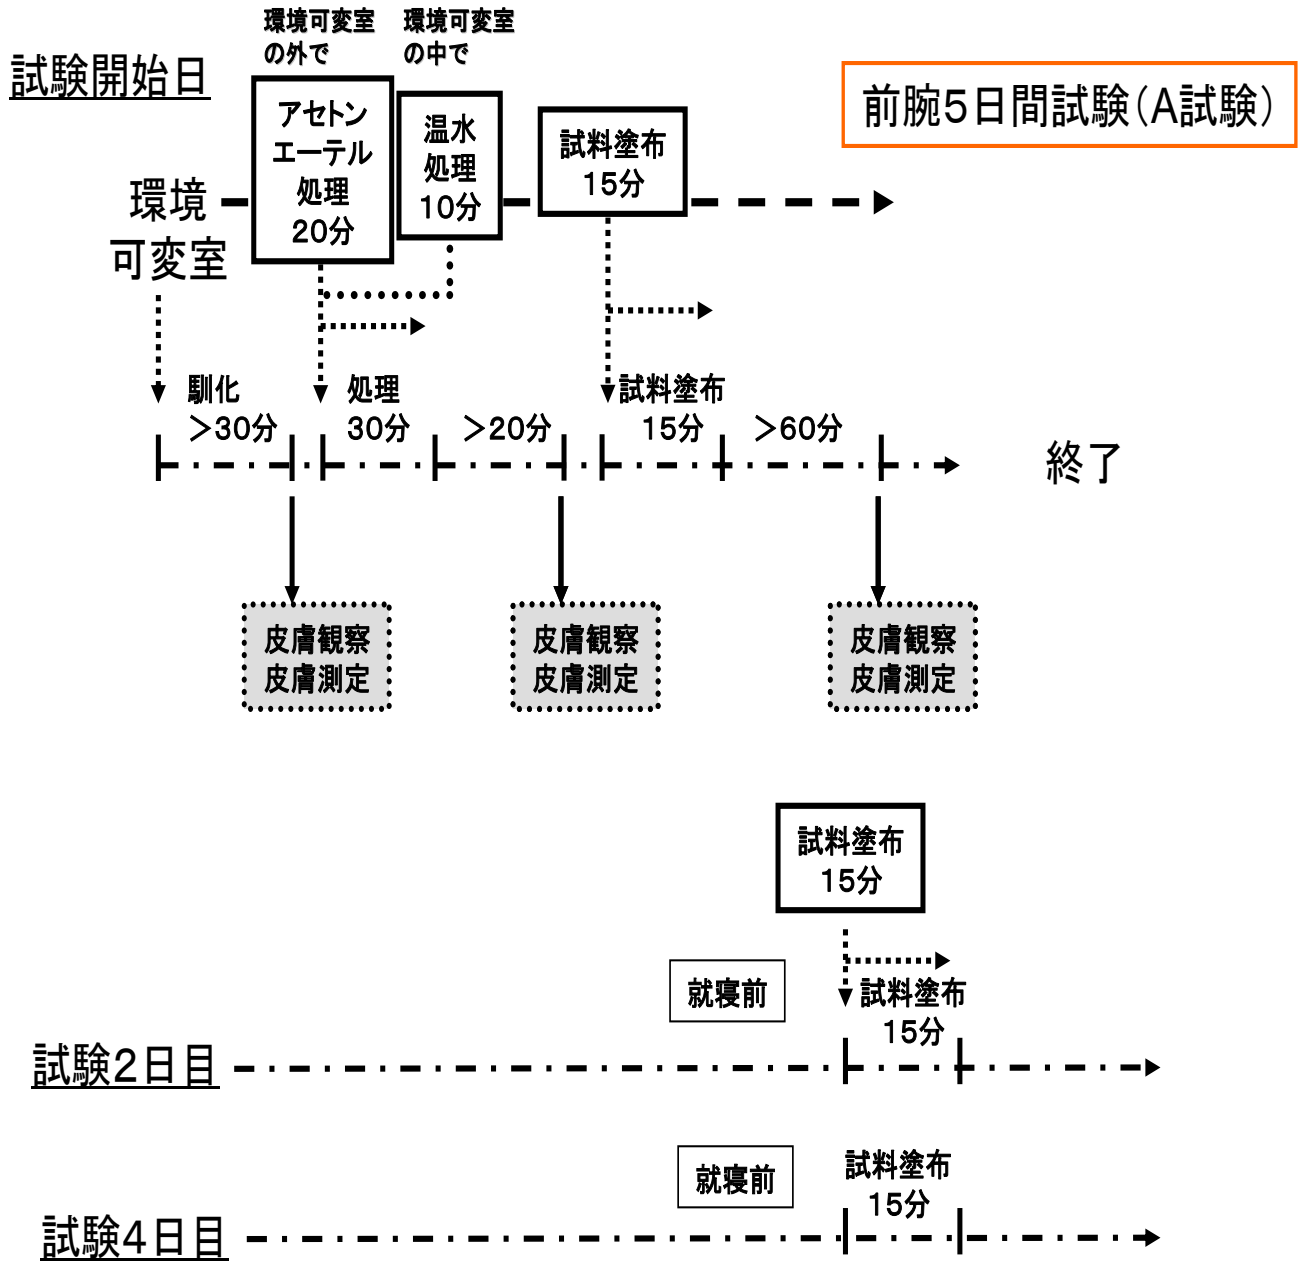 環境可変室
の外で
環境可変室
の中で
試験開始日
前腕5日間試験(A試験)
アセトン
エーテル
処理
20分
温水
処理
10分
試料塗布
15分
環境
可変室
馴化
>30分
処理
30分
>20分
試料塗布
15分
>60分
終了
皮膚観察
皮膚測定
皮膚観察
皮膚測定
皮膚観察
皮膚測定
試料塗布
15分
就寝前
試料塗布
15分
試験2日目
就寝前
試料塗布
15分
試験4日目